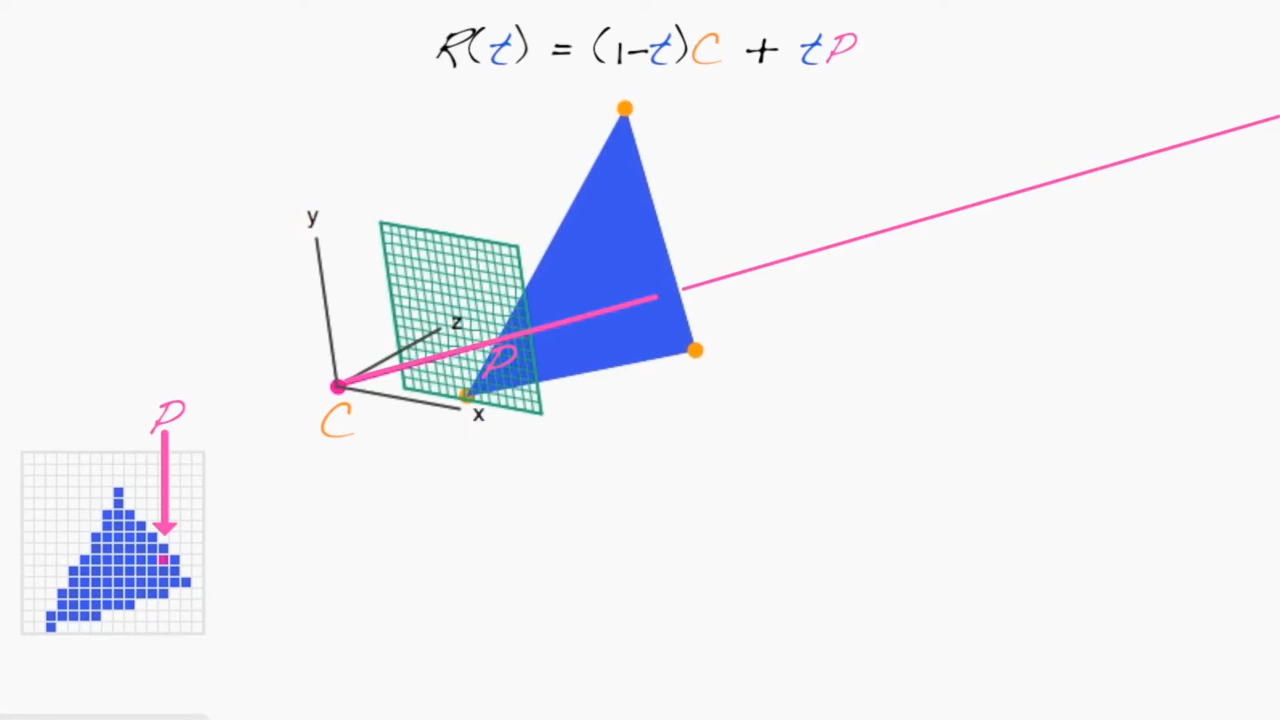 R(t) = (1-t)C + tP
y
z
P
x
C
P